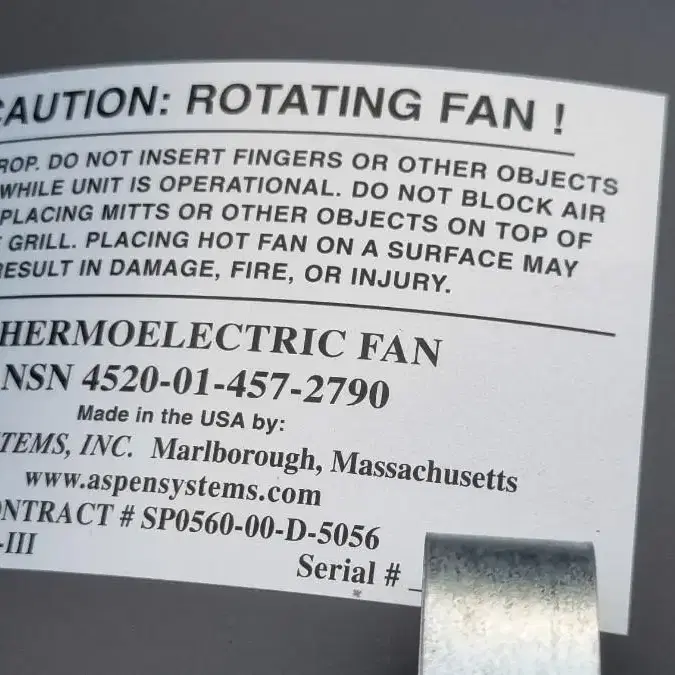 CAUTION: ROTATING FAN !
ROP. DO NOT INSERT FINGERS OR OTHER OBJECTS
WHILE UNIT IS OPERATIONAL. DO NOT BLOCK AIR
PLACING MITTS OR OTHER OBJECTS ON TOP OF
GRILL. PLACING HOT FAN ON A SURFACE MAY
RESULT IN DAMAGE, FIRE, OR INJURY.
HERMOELECTRIC FAN
NSN 4520-01-457-2790
Made in the USA by:
TEMS, INC. Marlborough, Massachusetts
www.aspensystems.com
NTRACT # SP0560-00-D-5056
-III
Serial # _